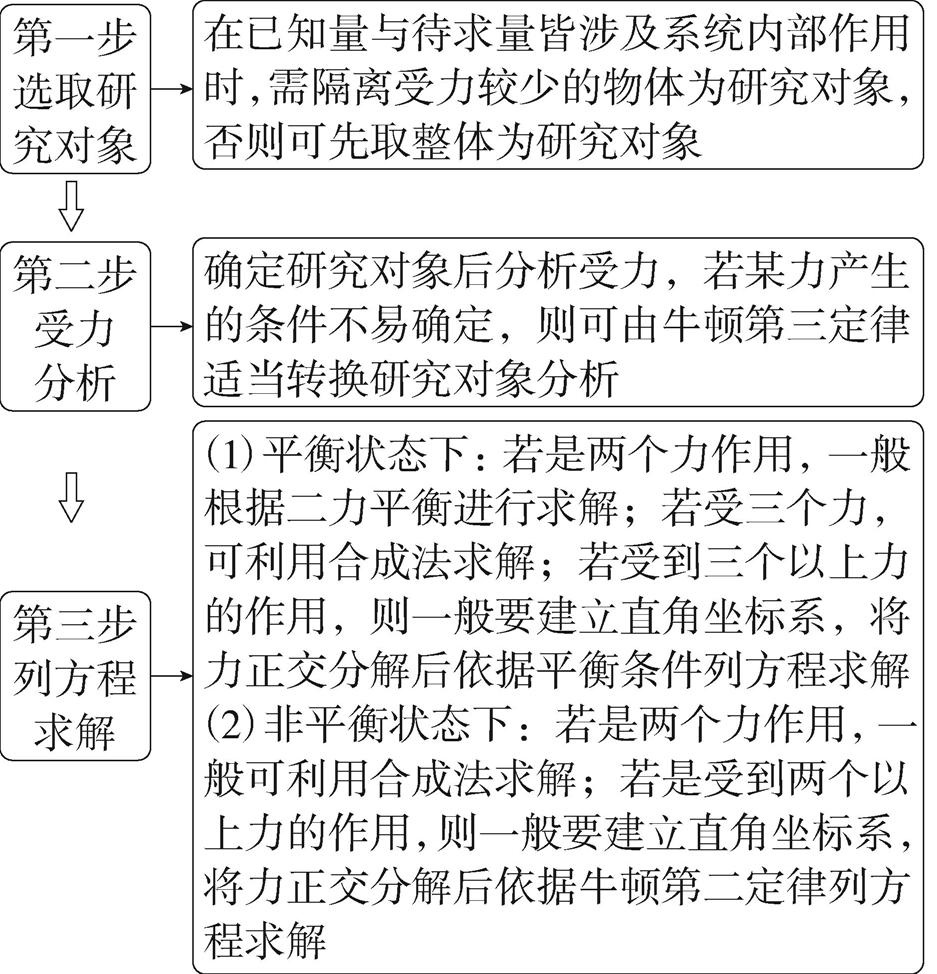 第一步
选取研
究对象
在已知量与待求量皆涉及系统内部作用
时,需隔离受力较少的物体为研究对象,
否则可先取整体为研究对象
第二步
受力
分析
确定研究对象后分析受力，若某力产生
的条件不易确定，则可由牛顿第三定律
适当转换研究对象分析
第三步
列方程
求解
(1)平衡状态下：若是两个力作用，一般
根据二力平衡进行求解；若受三个力，
可利用合成法求解；若受到三个以上力
的作用，则一般要建立直角坐标系，将
力正交分解后依据平衡条件列方程求解
(2)非平衡状态下：若是两个力作用，一
般可利用合成法求解；若是受到两个以
上力的作用,则一般要建立直角坐标系，
将力正交分解后依据牛顿第二定律列方
程求解